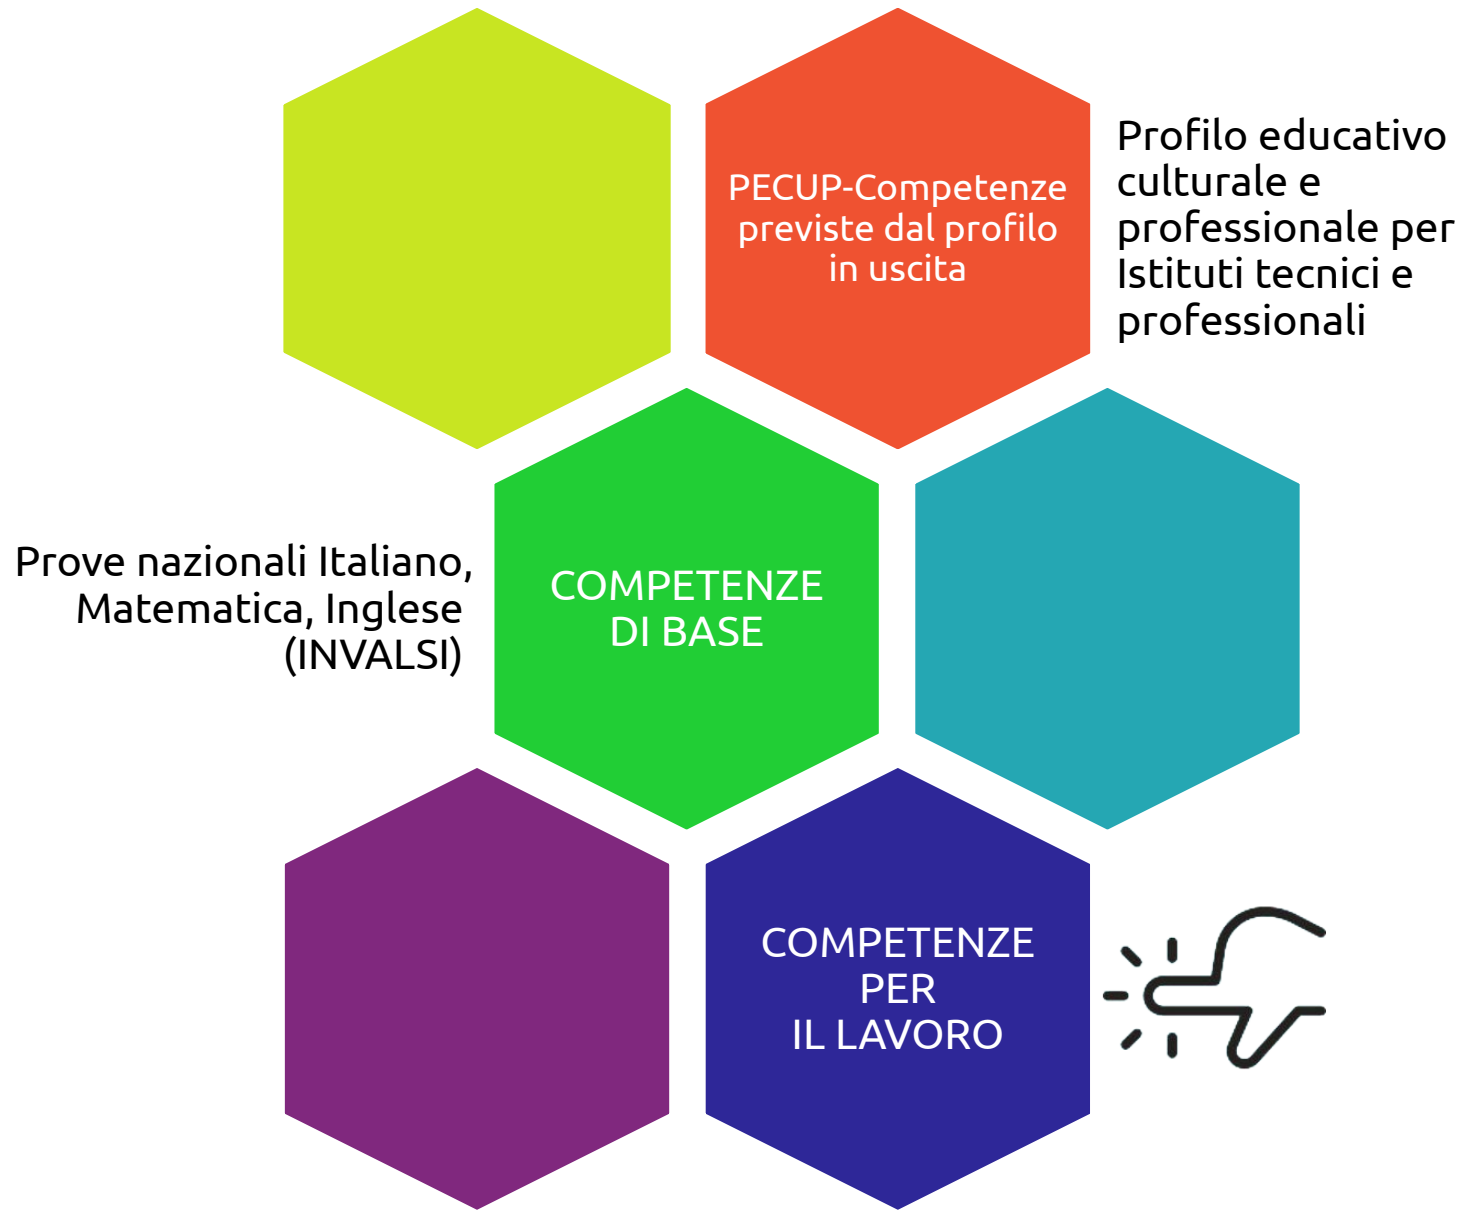 PECUP-Competenze
previste dal profilo
in uscita
Profilo educativo
culturale e
professionale per
Istituti tecnici e
professionali
Prove nazionali Italiano,
Matematica, Inglese
(INVALSI)
COMPETENZE
DI BASE
COMPETENZE
PER
IL LAVORO